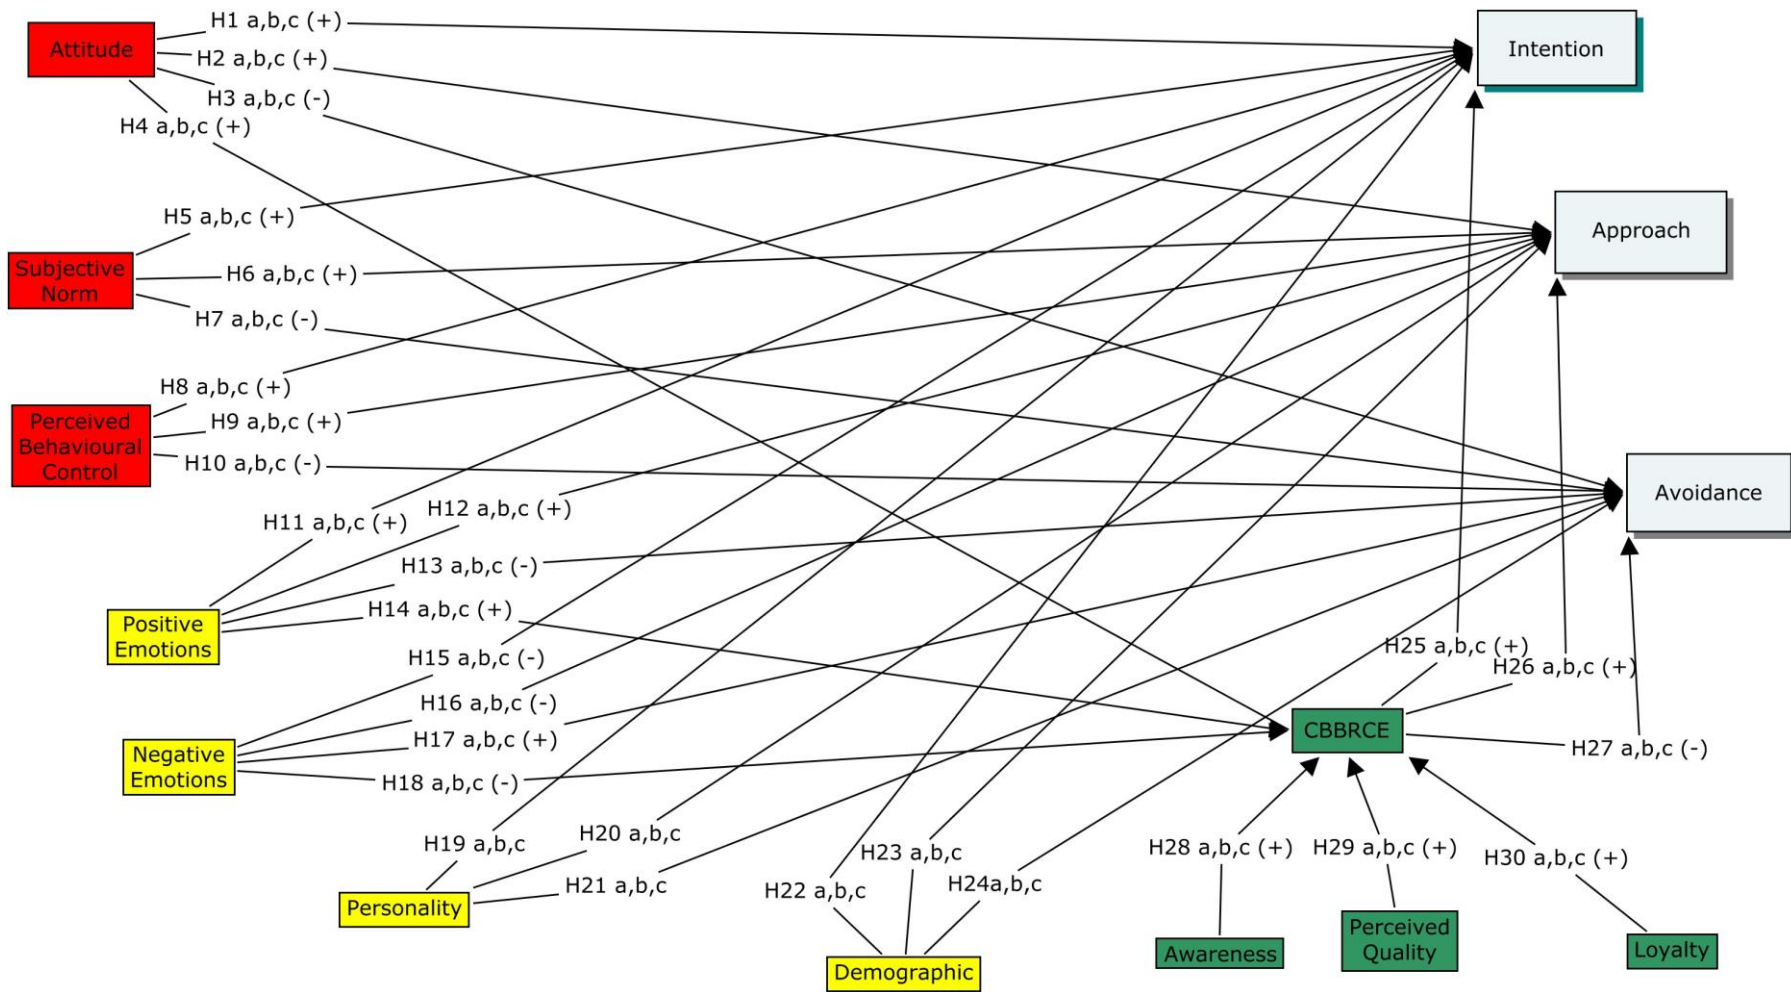 H1 a,b,c (+)
Attitude
H2 a,b,c (+)
H3 a,b,c (-)
H4 a,b,c (+)
Intention
H5 a,b,c (+)
Subjective
Norm
H6 a,b,c (+)
H7 a,b,c (-)
Approach
H8 a,b,c (+)
Perceived
Behavioural
Control
H9 a,b,c (+)
H10 a,b,c (-)
Avoidance
H11 a,b,c (+)
H12 a,b,c (+)
H13 a,b,c (-)
H14 a,b,c (+)
Positive
Emotions
H15 a,b,c (-)
H16 a,b,c (-)
H17 a,b,c (+)
H18 a,b,c (-)
Negative
Emotions
H25 a,b,c (+)
H26 a,b,c (+)
CBBRCE
H27 a,b,c (-)
H19 a,b,c
H20 a,b,c
H21 a,b,c
Personality
H22 a,b,c
H23 a,b,c
H24a,b,c
Demographic
H28 a,b,c (+)
H29 a,b,c (+)
H30 a,b,c (+)
Awareness
Perceived
Quality
Loyalty